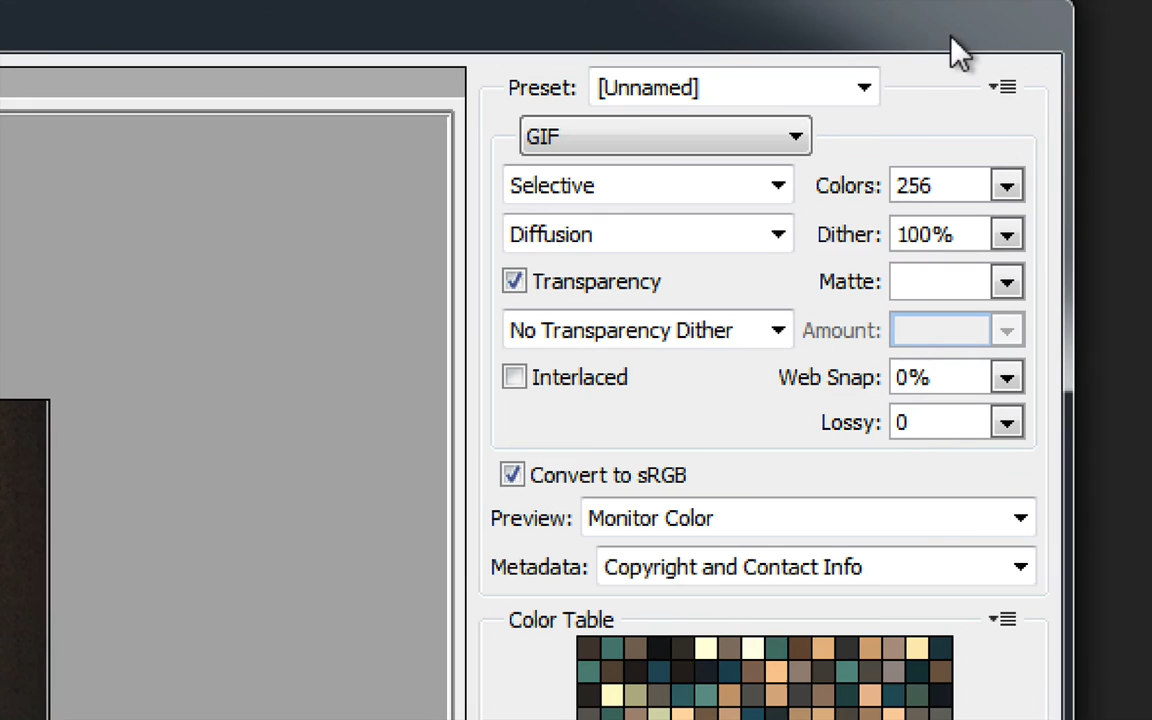 Preset: [Unnamed]
GIF
Selective Colors: 256
Diffusion Dither: 100%
Transparency Matte:
No Transparency Dither Amount:
Interlaced Web Snap: 0%
Lossy: 0
Convert to sRGB
Preview: Monitor Color
Metadata: Copyright and Contact Info
Color Table